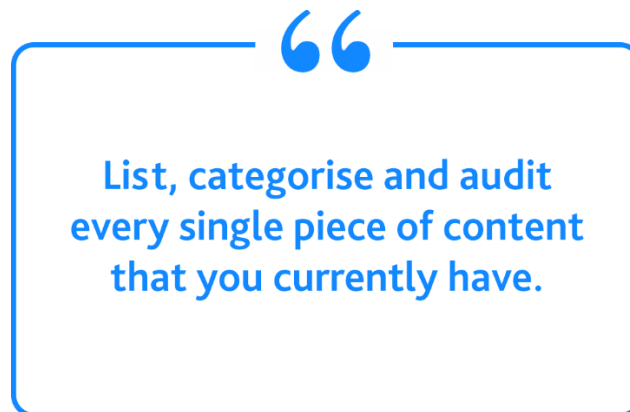 “
List, categorise and audit
every single piece of content
that you currently have.